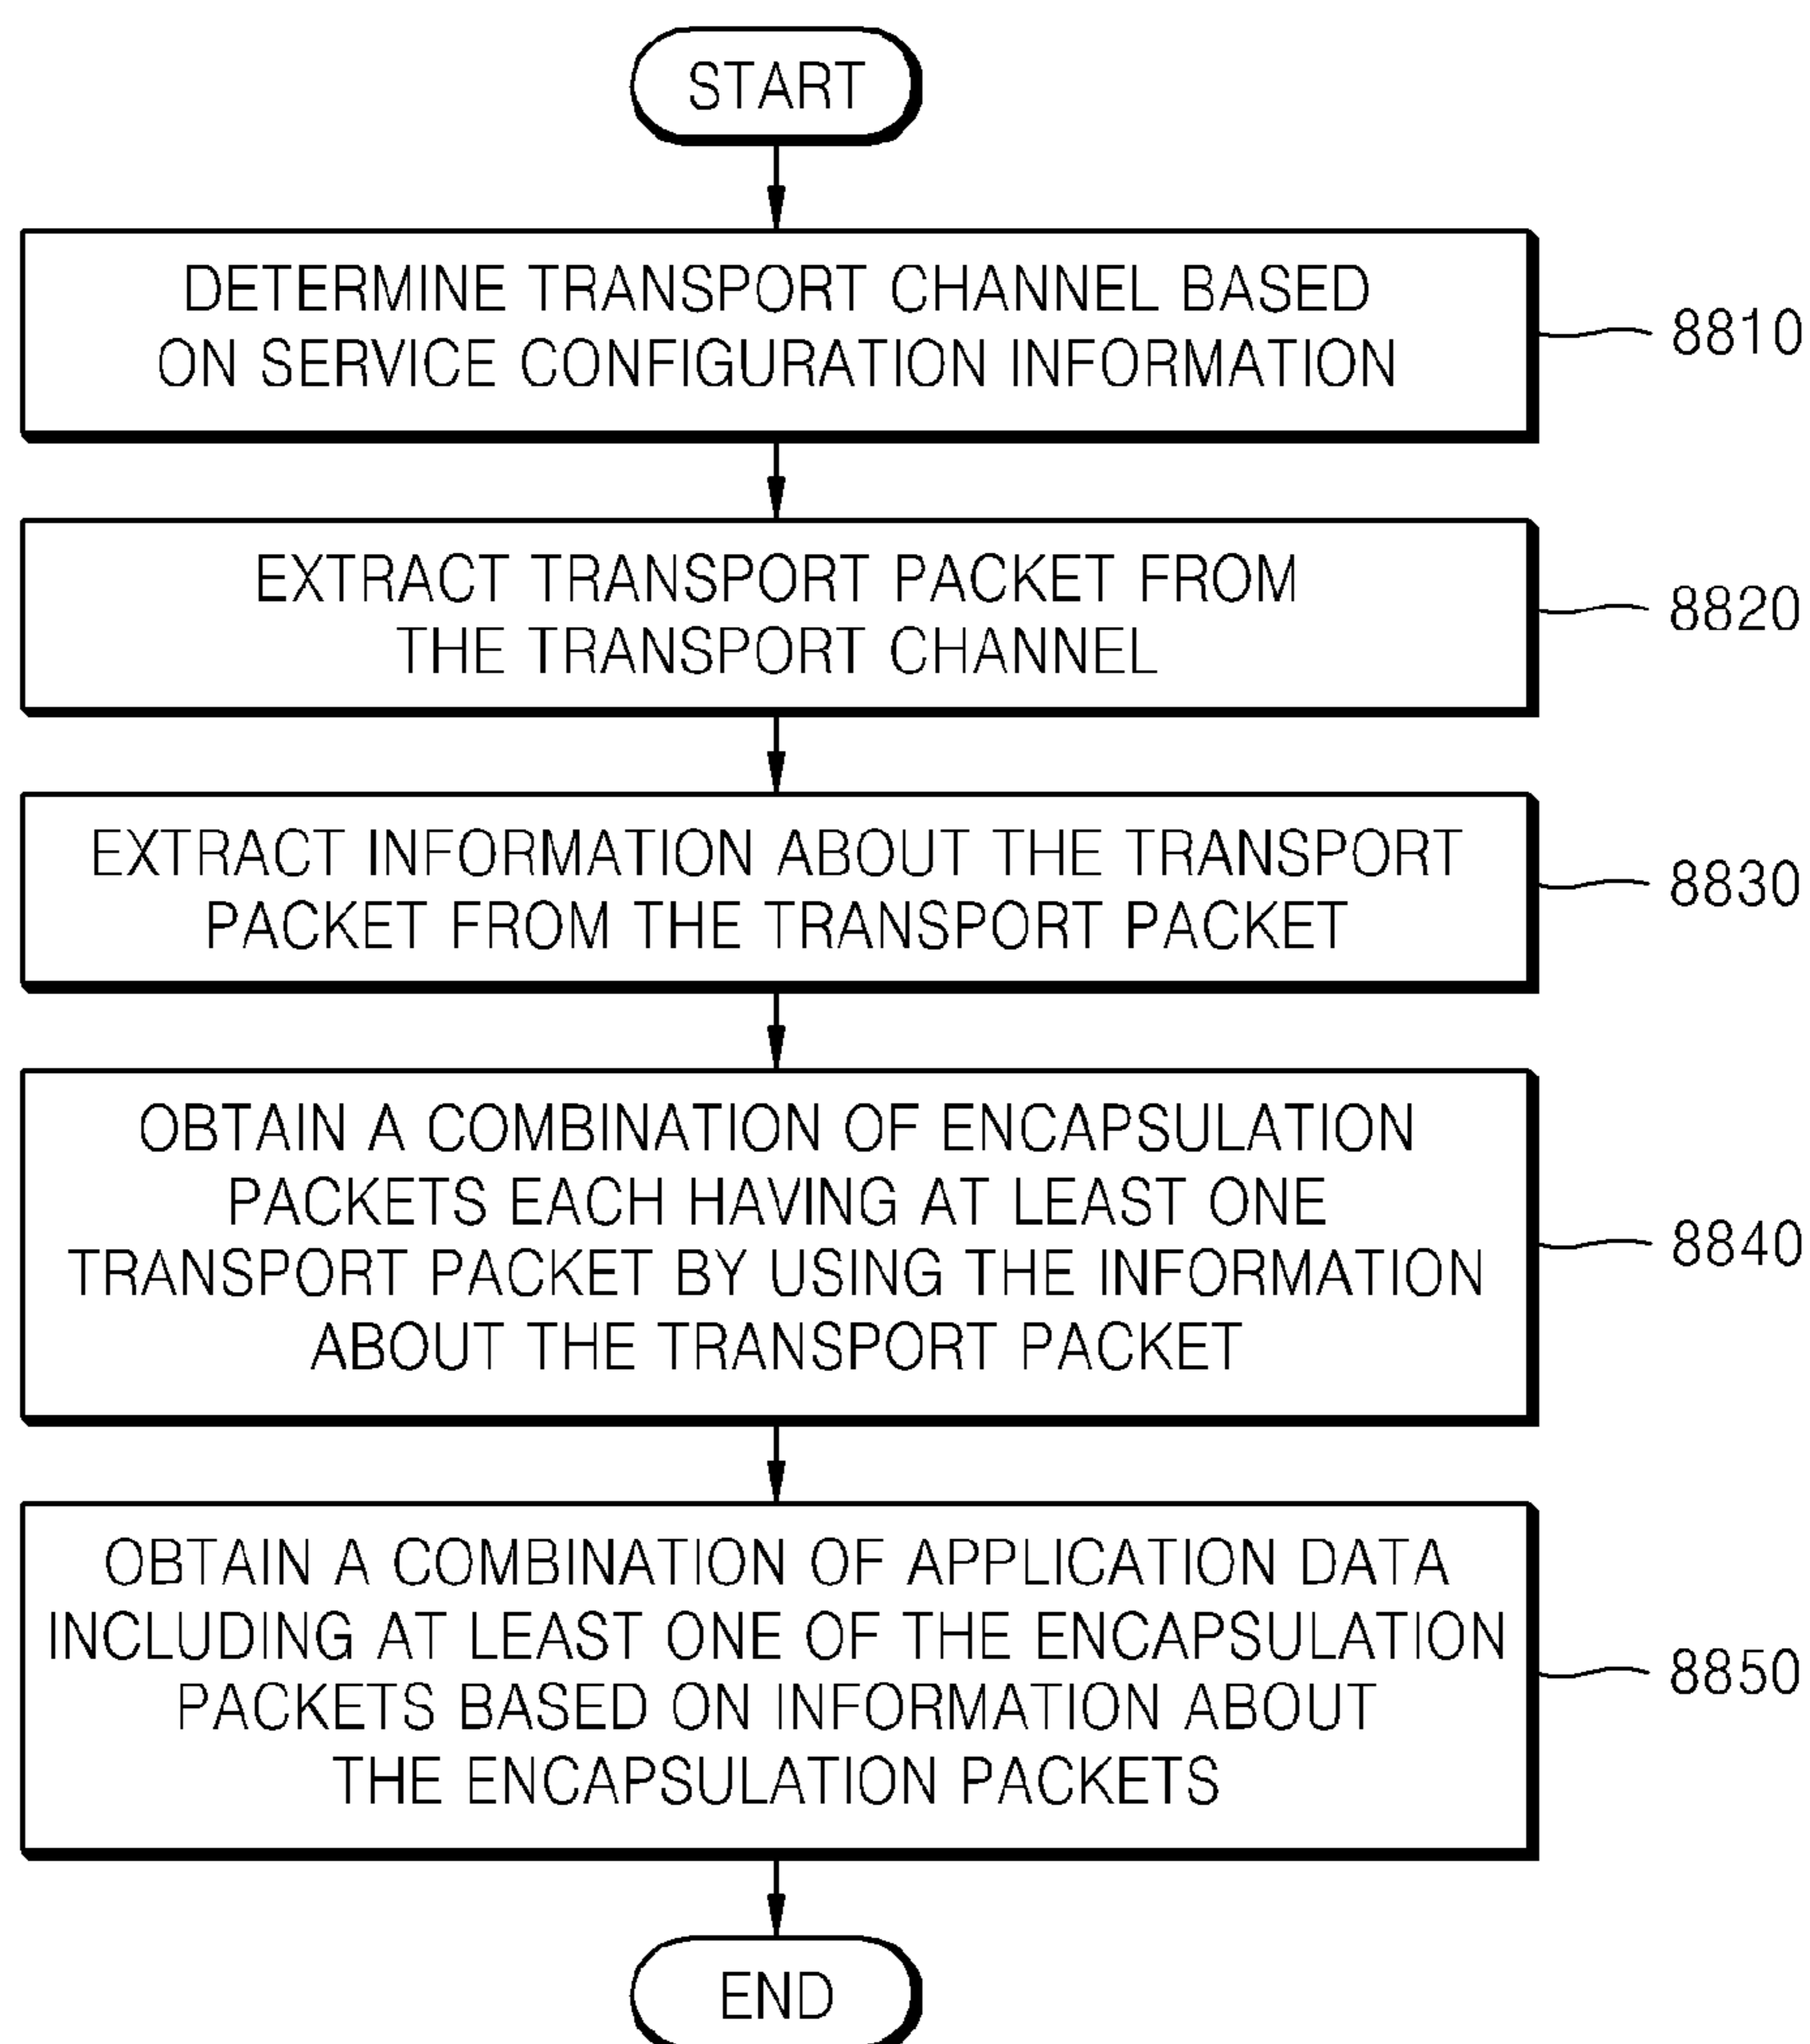 START
DETERMINE TRANSPORT CHANNEL BASED
ON SERVICE CONFIGURATION INFORMATION
8810
EXTRACT TRANSPORT PACKET FROM
THE TRANSPORT CHANNEL
8820
EXTRACT INFORMATION ABOUT THE TRANSPORT
PACKET FROM THE TRANSPORT PACKET
8830
OBTAIN A COMBINATION OF ENCAPSULATION
PACKETS EACH HAVING AT LEAST ONE
TRANSPORT PACKET BY USING THE INFORMATION
ABOUT THE TRANSPORT PACKET
8840
OBTAIN A COMBINATION OF APPLICATION DATA
INCLUDING AT LEAST ONE OF THE ENCAPSULATION
PACKETS BASED ON INFORMATION ABOUT
THE ENCAPSULATION PACKETS
8850
END